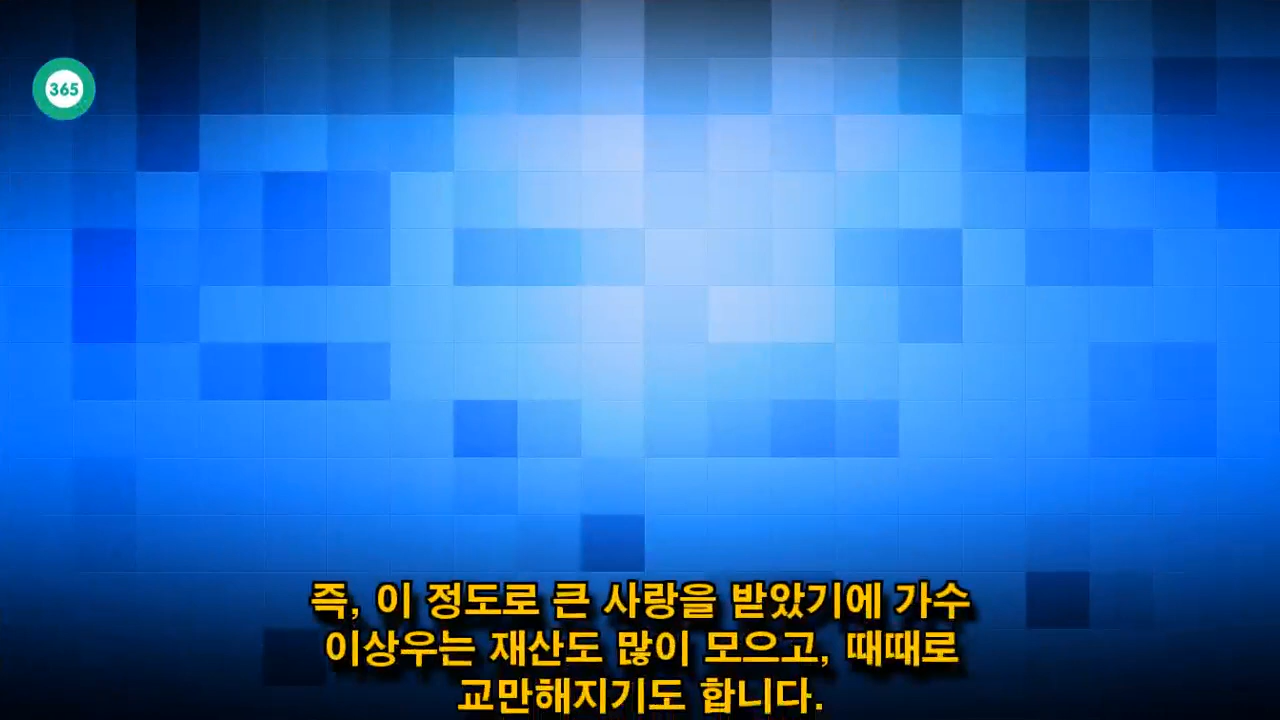 365
즉, 이 정도로 큰 사랑을 받았기에 가수
이상우는 재산도 많이 모으고, 때때로
교만해지기도 합니다.